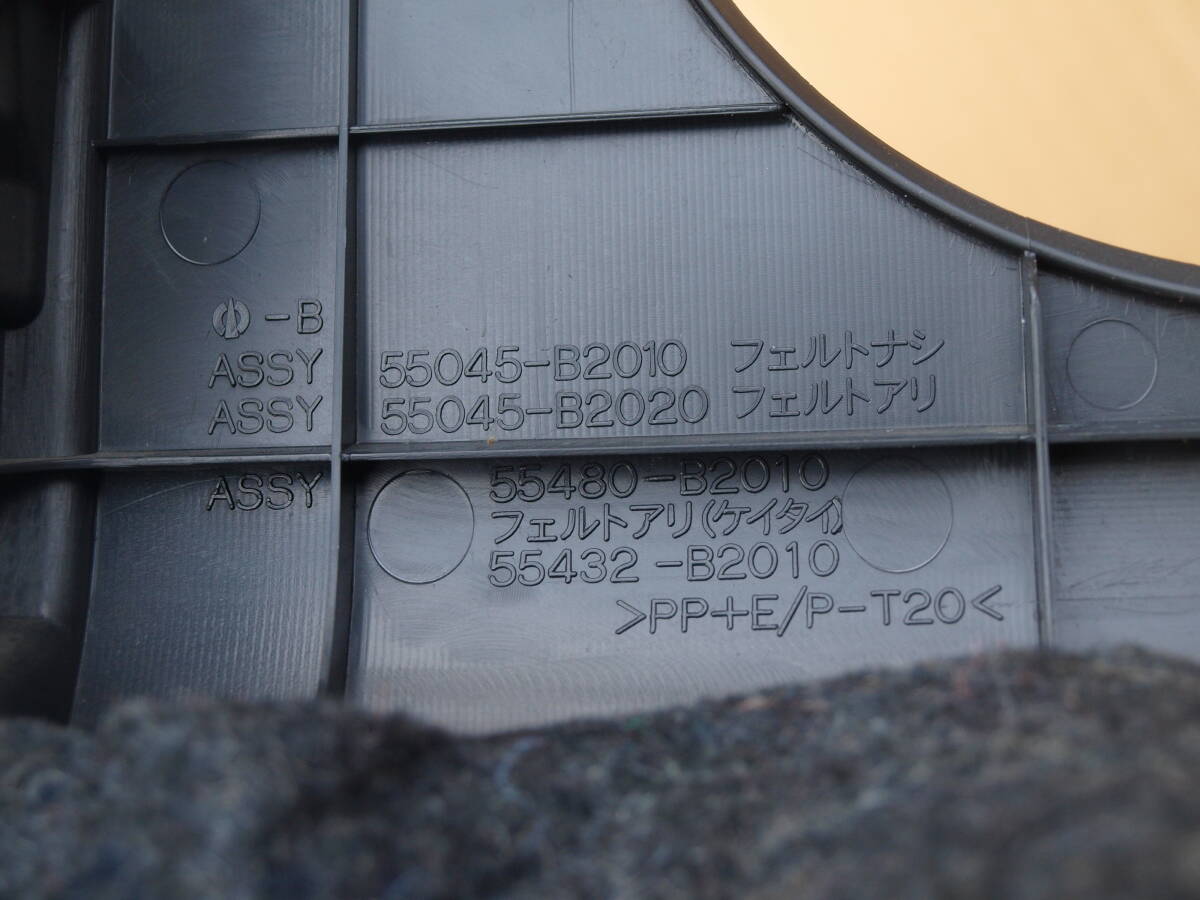 -B
ASSY 55045-B2010 フェルトナシ
ASSY 55045-B2020 フェルトアリ
ASSY 55480-B2010
フェルトアリ(ケイタイ)
55432-B2010
>PP+E/P-T20<